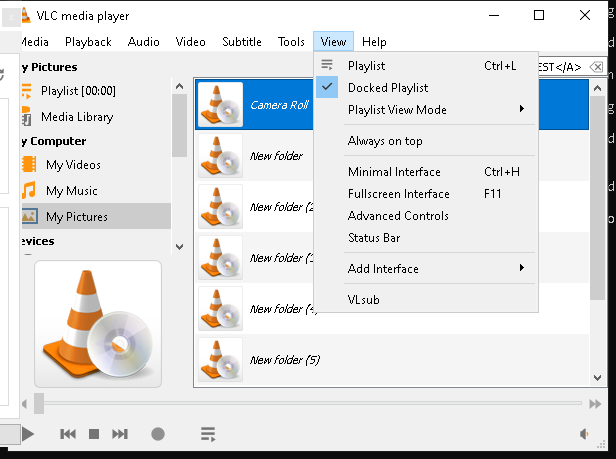 VLC media player
Media Playback Audio Video Subtitle Tools View Help
y Pictures
Playlist [00:00]
Media Library
y Computer
My Videos
My Music
My Pictures
evices
EST</A>
Camera Roll
New folder
New folder (2
New folder (4)
New folder (5)
Playlist Ctrl+L
Docked Playlist
Playlist View Mode
Always on top
Minimal Interface Ctrl+H
Fullscreen Interface F11
Advanced Controls
Status Bar
Add Interface
VLsub